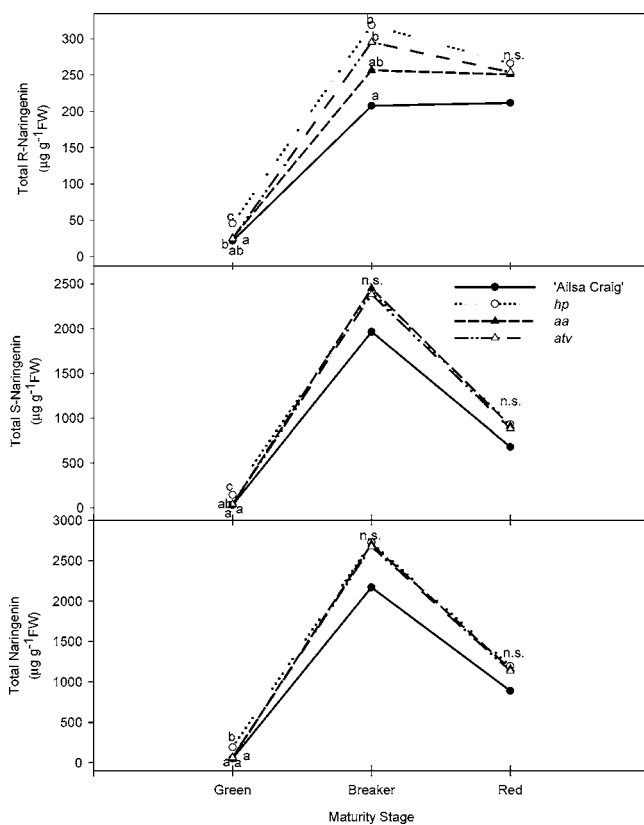 Total R-Naringenin
(µg g⁻¹FW)
300
250
200
150
100
50
0
b
b
ab
a
n.s.
c
b
a
ab
Total S-Naringenin
(µg g⁻¹FW)
2500
2000
1500
1000
500
0
n.s.
n.s.
c
ab
a
a
'Ailsa Craig'
hp
aa
atv
Total Naringenin
(µg g⁻¹FW)
3000
2500
2000
1500
1000
500
0
n.s.
n.s.
b
a
a
a
Green
Breaker
Red
Maturity Stage